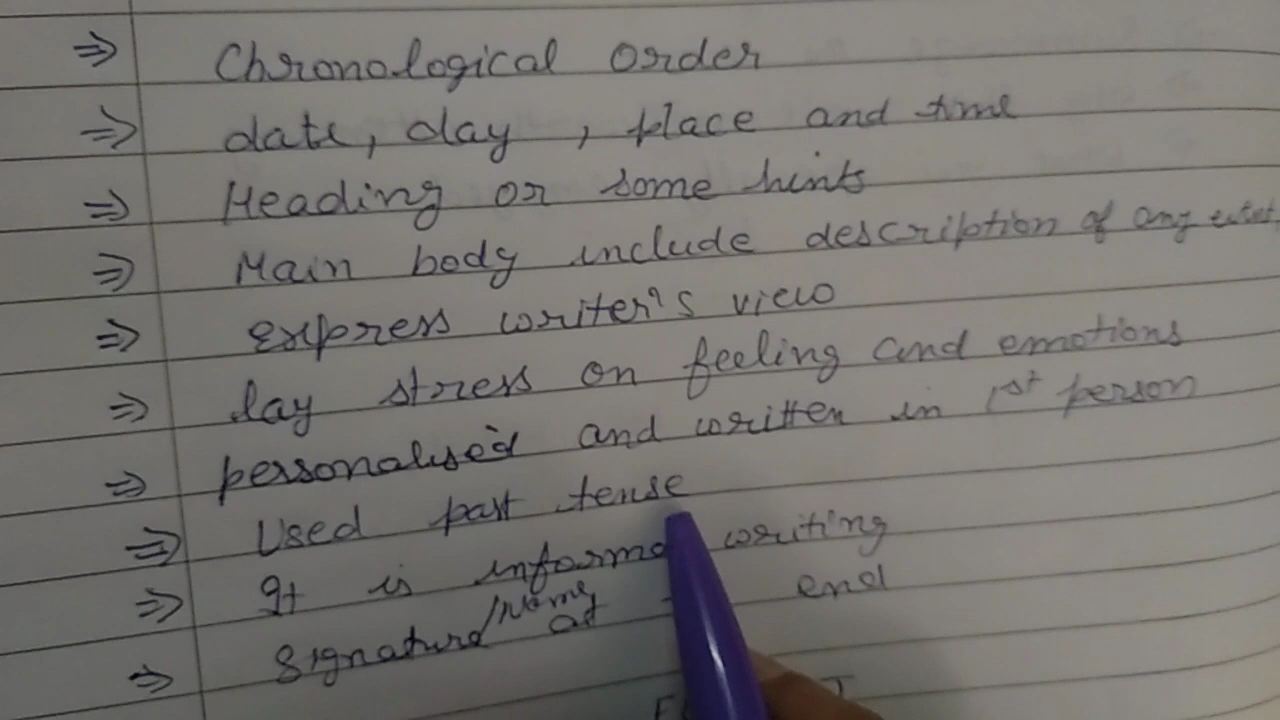 ⇒ Chronological order
⇒ date, day, place and time
⇒ Heading or some hints
⇒ Main body include description of any event
⇒ express writer's view
⇒ lay stress on feeling and emotions
⇒ personalysed and written in 1st person
⇒ Used past tense
⇒ It is informal writing
⇒ Signature/Name at end